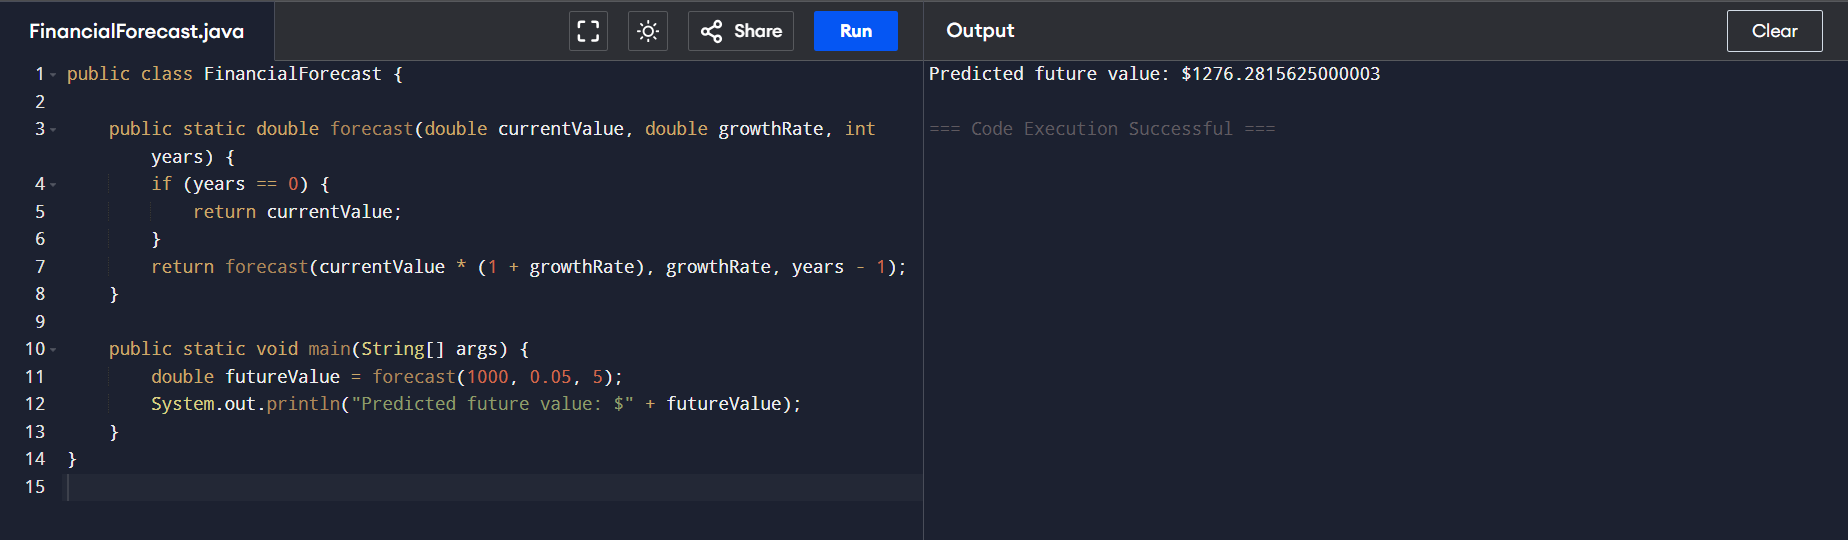 FinancialForecast.java
Share
Run
Output
Clear
1 public class FinancialForecast {
2
3 public static double forecast(double currentValue, double growthRate, int
years) {
4 if (years == 0) {
5 return currentValue;
6 }
7 return forecast(currentValue * (1 + growthRate), growthRate, years - 1);
8 }
9
10 public static void main(String[] args) {
11 double futureValue = forecast(1000, 0.05, 5);
12 System.out.println("Predicted future value: $" + futureValue);
13 }
14 }
15
Predicted future value: $1276.2815625000003
=== Code Execution Successful ===